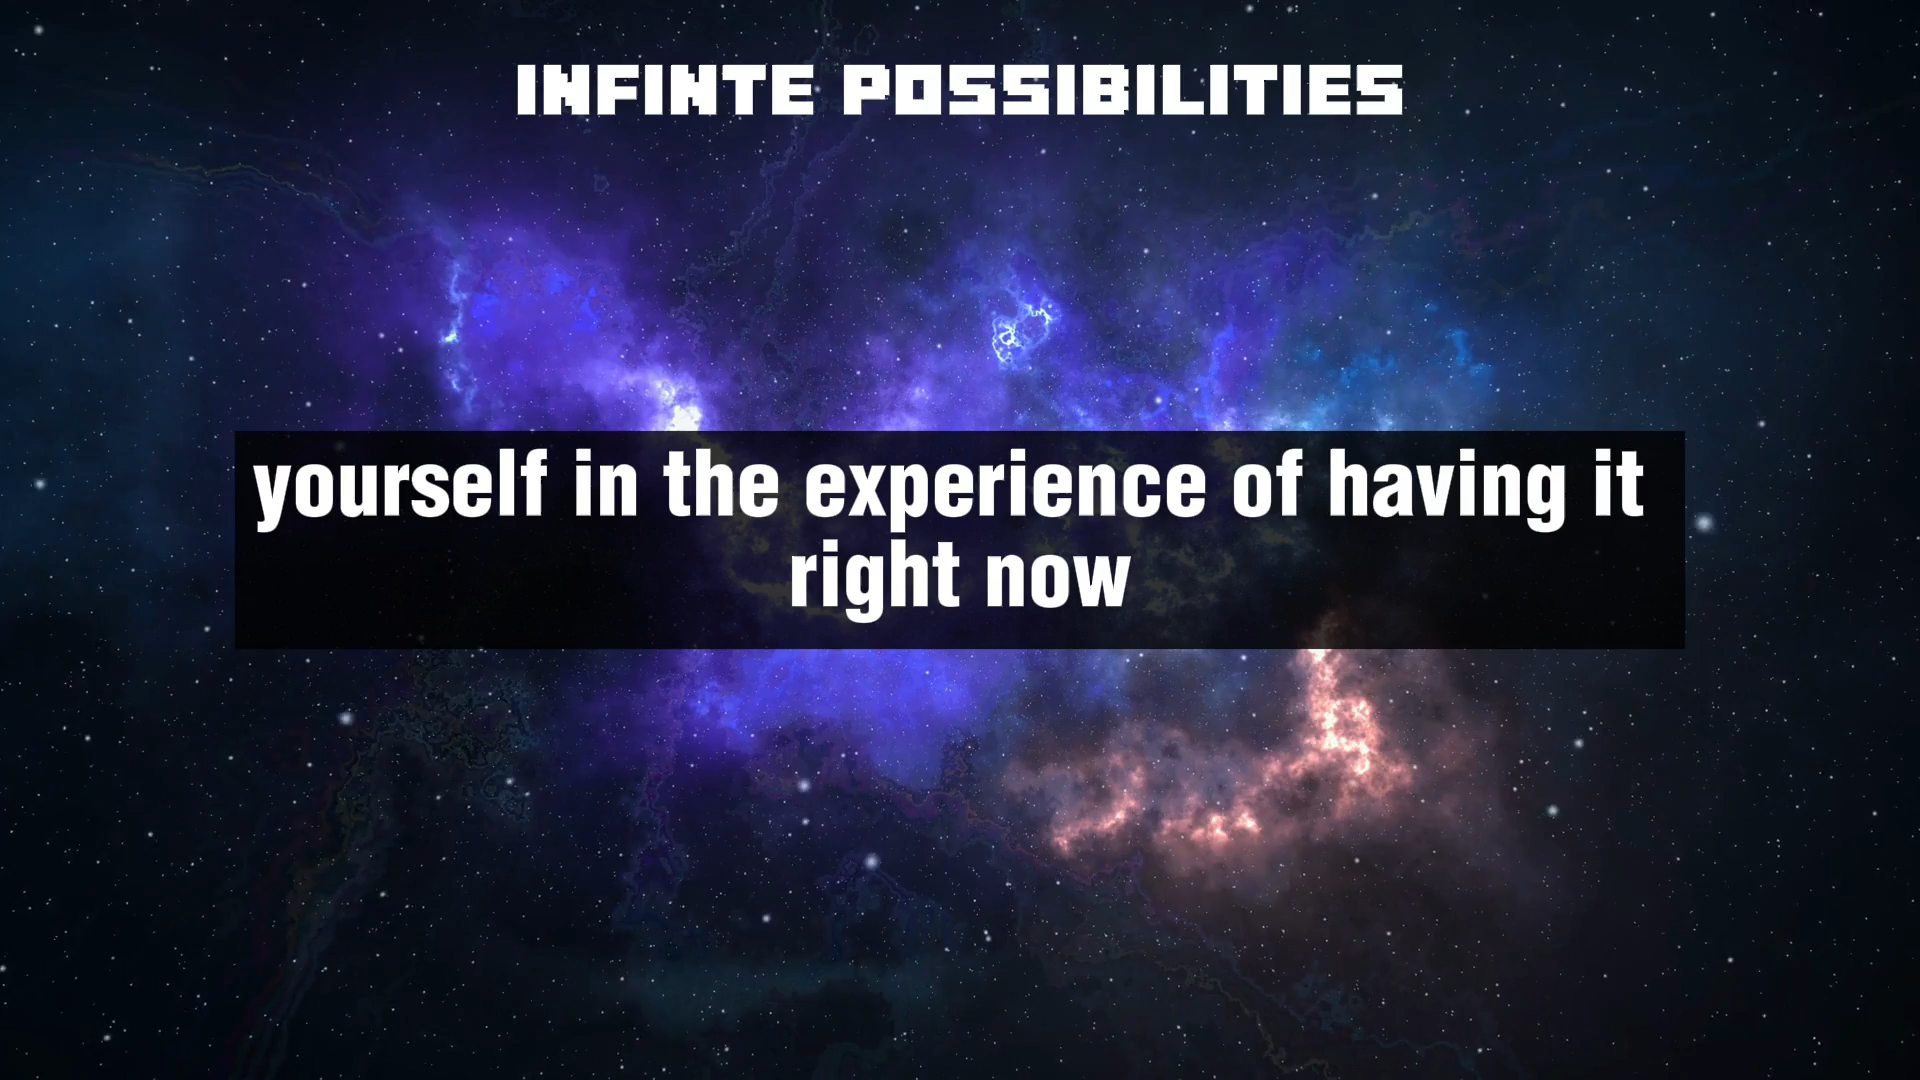 INFINTE POSSIBILITIES
yourself in the experience of having it
right now